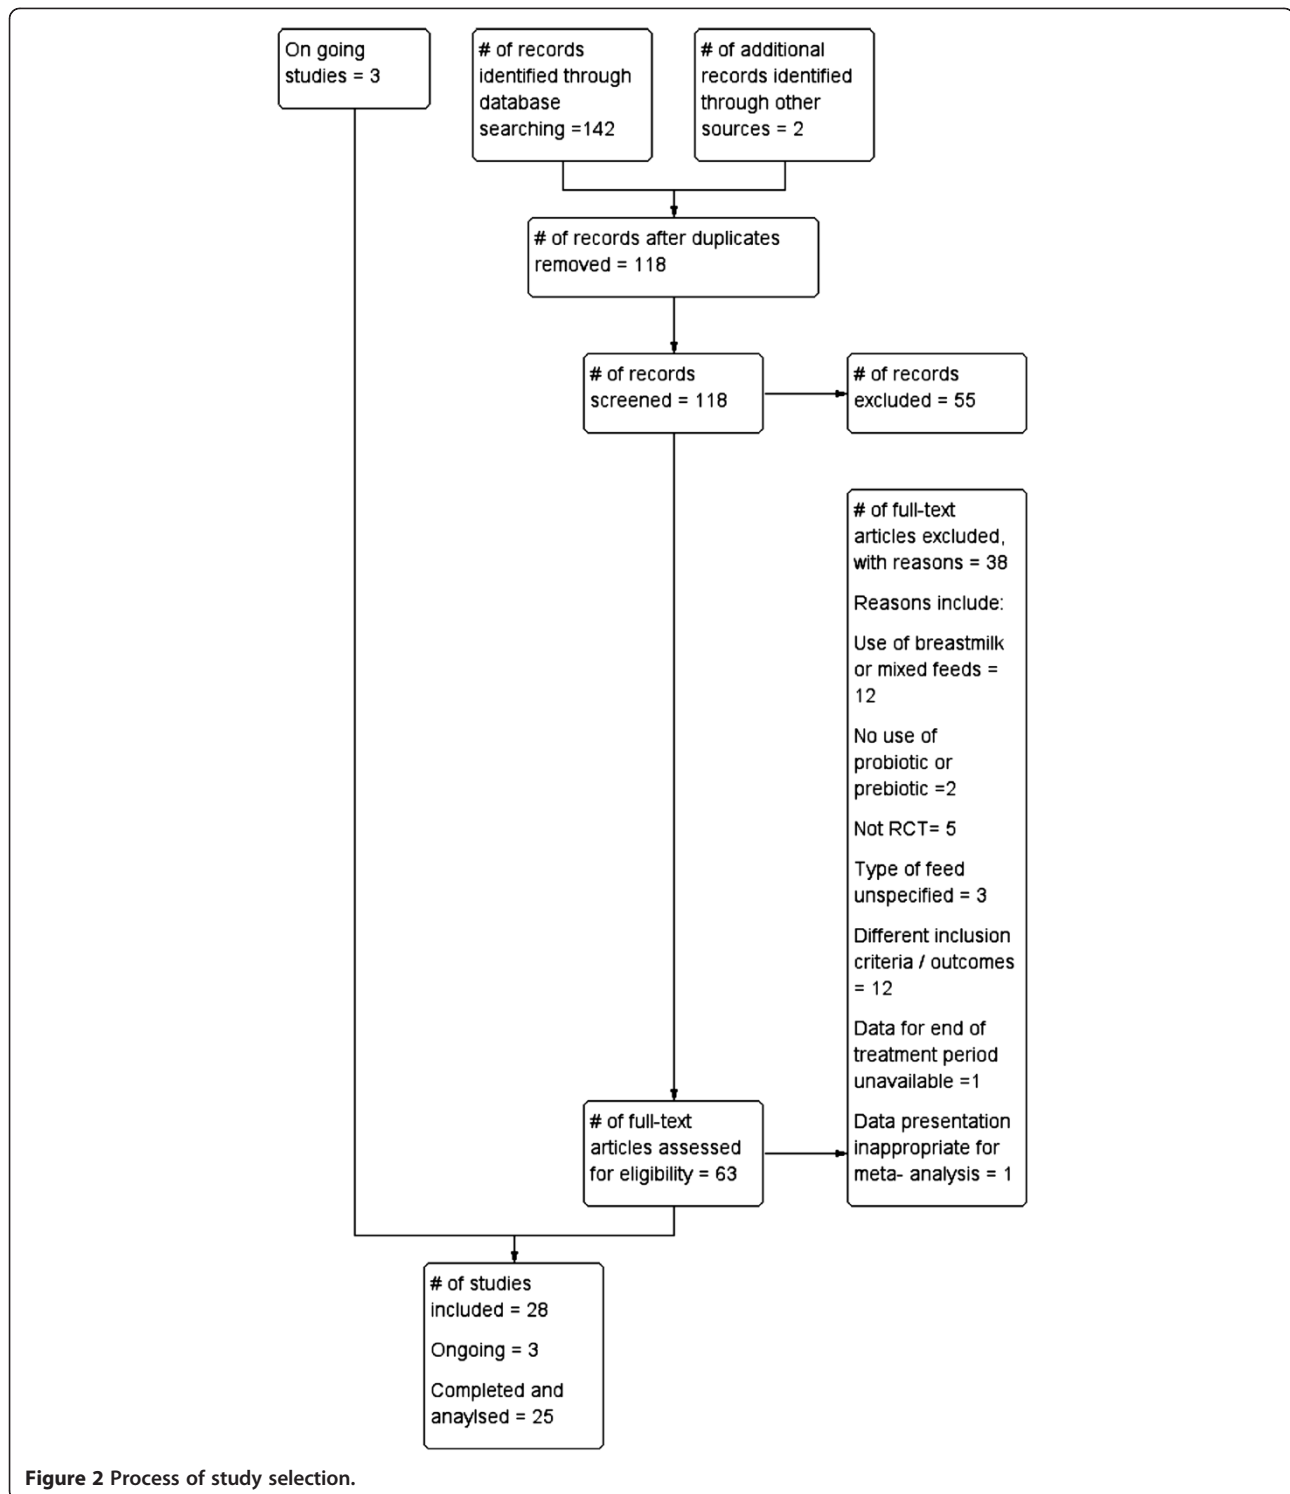 On going
studies = 3
# of records
identified through
database
searching =142
# of additional
records identified
through other
sources = 2
# of records after duplicates
removed = 118
# of records
screened = 118
# of records
excluded = 55
# of full-text
articles excluded,
with reasons = 38
Reasons include:
Use of breastmilk
or mixed feeds =
12
No use of
probiotic or
prebiotic =2
Not RCT= 5
Type of feed
unspecified = 3
Different inclusion
criteria / outcomes
= 12
Data for end of
treatment period
unavailable =1
Data presentation
inappropriate for
meta- analysis = 1
# of full-text
articles assessed
for eligibility = 63
# of studies
included = 28
Ongoing = 3
Completed and
anaylsed = 25
Figure 2 Process of study selection.